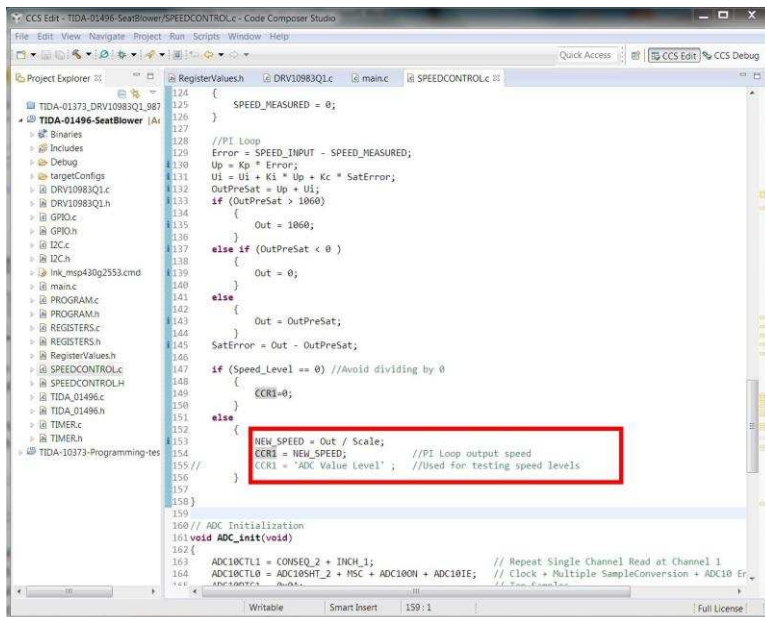 CCS Edit - TIDA-01496-SeatBlower/SPEEDCONTROL.c - Code Composer Studio
File Edit View Navigate Project Run Scripts Window Help
Quick Access CCS Edit CCS Debug
Project Explorer
TIDA-01373_DRV10983Q1_987
TIDA-01496-SeatBlower [Ac
Binaries
Includes
Debug
targetConfigs
DRV10983Q1.c
DRV10983Q1.h
GPIO.c
GPIO.h
I2C.c
I2C.h
lnk_msp430g2553.cmd
main.c
PROGRAM.c
PROGRAM.h
REGISTERS.c
REGISTERS.h
RegisterValues.h
SPEEDCONTROL.c
SPEEDCONTROL.H
TIDA_01496.c
TIDA_01496.h
TIMER.c
TIMER.h
TIDA-10373-Programming-tes
RegisterValues.h DRV10983Q1.c main.c SPEEDCONTROL.c
124 {
125 SPEED_MEASURED = 0;
126 }
127
128 //PI Loop
129 Error = SPEED_INPUT - SPEED_MEASURED;
130 Up = Kp * Error;
131 Ui = Ui + Ki * Up + Kc * SatError;
132 OutPreSat = Up + Ui;
133 if (OutPreSat > 1060)
134 {
135 Out = 1060;
136 }
137 else if (OutPreSat < 0 )
138 {
139 Out = 0;
140 }
141 else
142 {
143 Out = OutPreSat;
144 }
145 SatError = Out - OutPreSat;
146
147 if (Speed_Level == 0) //Avoid dividing by 0
148 {
149 CCR1=0;
150 }
151 else
152 {
153 NEW_SPEED = Out / Scale;
154 CCR1 = NEW_SPEED; //PI Loop output speed
155 // CCR1 = 'ADC Value Level' ; //Used for testing speed levels
156 }
157
158 }
159
160 // ADC Initialization
161 void ADC_init(void)
162 {
163 ADC10CTL1 = CONSEQ_2 + INCH_1; // Repeat Single Channel Read at Channel 1
164 ADC10CTL0 = ADC10SHT_2 + MSC + ADC10ON + ADC10IE; // Clock + Multiple SampleConversion + ADC10 Er
Writable Smart Insert 159 : 1 Full License